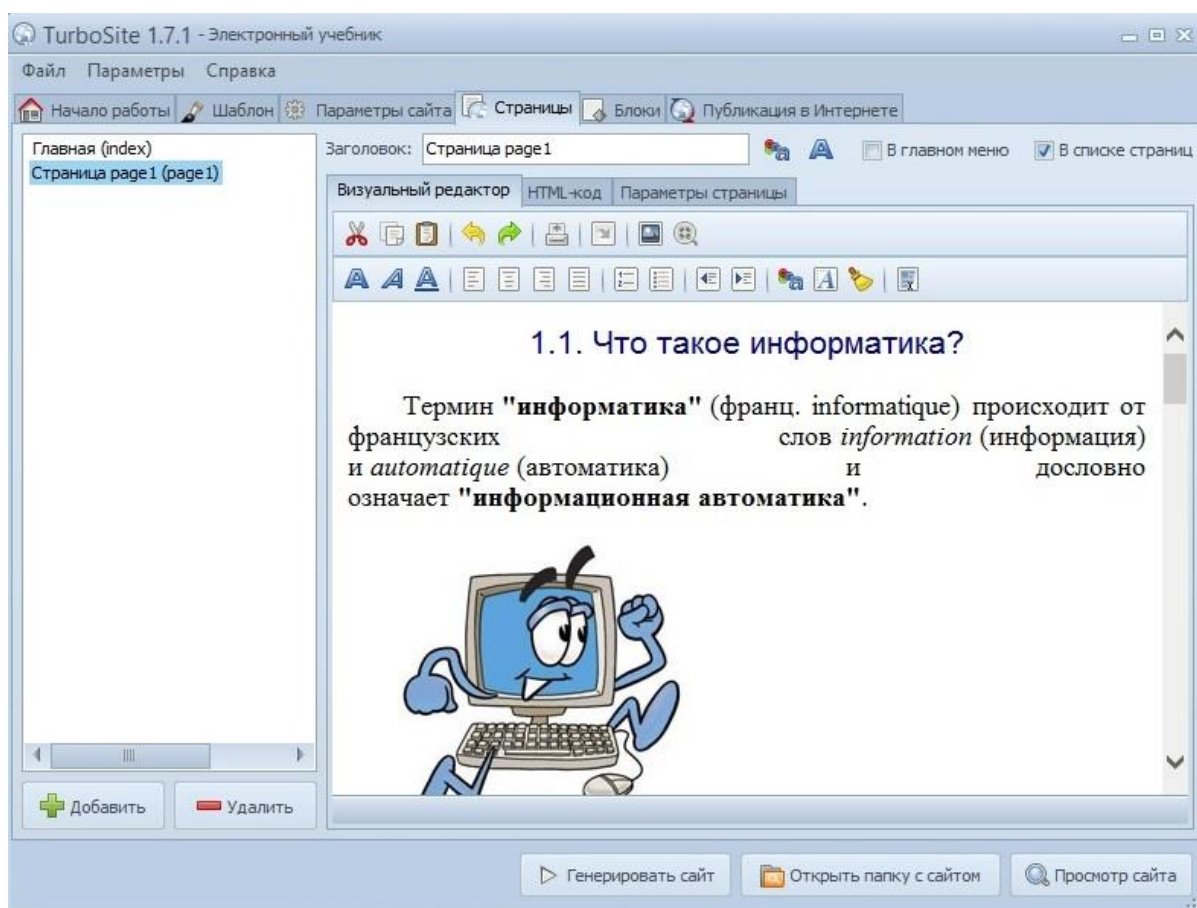 TurboSite 1.7.1 - Электронный учебник
Файл Параметры Справка
Начало работы Шаблон Параметры сайта Страницы Блоки Публикация в Интернете
Главная (index)
Страница page1 (page1)
Заголовок: Страница page1 В главном меню В списке страниц
Визуальный редактор HTML-код Параметры страницы
1.1. Что такое информатика?
Термин "информатика" (франц. informatique) происходит от
французских слов information (информация)
и automatique (автоматика) и дословно
означает "информационная автоматика".
Добавить Удалить
Генерировать сайт Открыть папку с сайтом Просмотр сайта